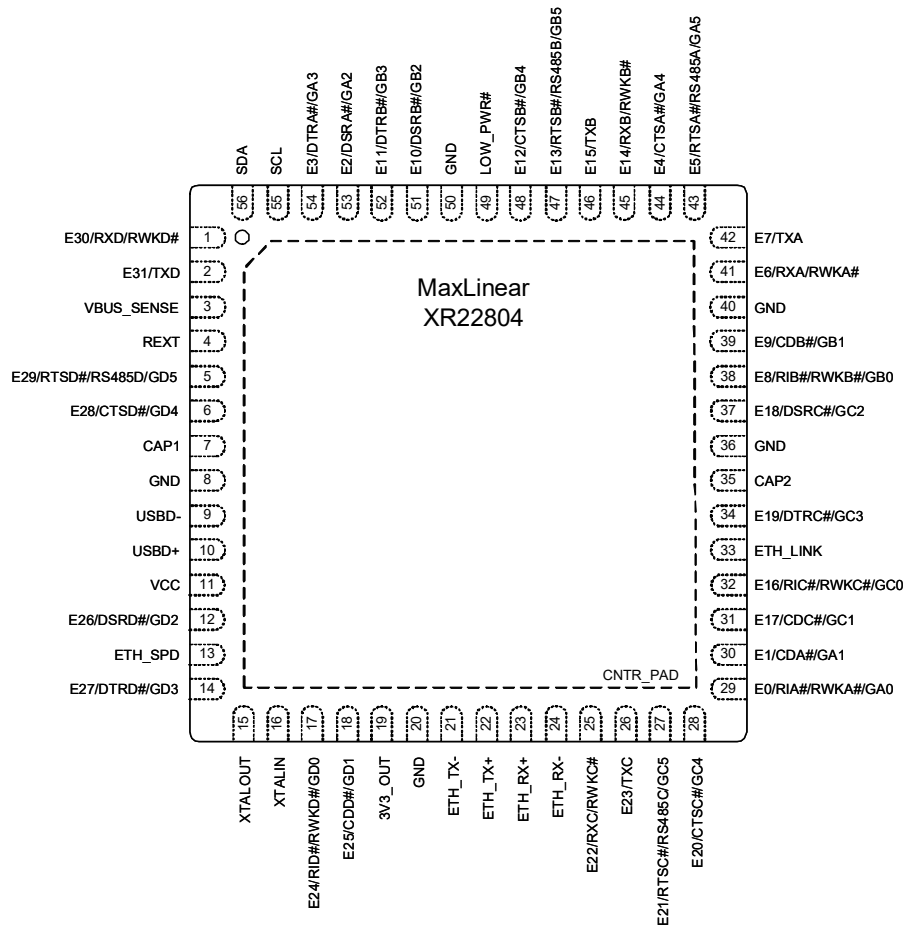 SDA
SCL
E3/DTRA#/GA3
E2/DSRA#/GA2
E11/DTRB#/GB3
E10/DSRB#/GB2
GND
LOW_PWR#
E12/CTSB#/GB4
E13/RTSB#/RS485B/GB5
E15/TXB
E14/RXB/RWKB#
E4/CTSA#/GA4
E5/RTSA#/RS485A/GA5
56
55
54
53
52
51
50
49
48
47
46
45
44
43
E30/RXD/RWKD# 1
E31/TXD 2
VBUS_SENSE 3
REXT 4
E29/RTSD#/RS485D/GD5 5
E28/CTSD#/GD4 6
CAP1 7
GND 8
USBD- 9
USBD+ 10
VCC 11
E26/DSRD#/GD2 12
ETH_SPD 13
E27/DTRD#/GD3 14
MaxLinear
XR22804
42 E7/TXA
41 E6/RXA/RWKA#
40 GND
39 E9/CDB#/GB1
38 E8/RIB#/RWKB#/GB0
37 E18/DSRC#/GC2
36 GND
35 CAP2
34 E19/DTRC#/GC3
33 ETH_LINK
32 E16/RIC#/RWKC#/GC0
31 E17/CDC#/GC1
30 E1/CDA#/GA1
29 E0/RIA#/RWKA#/GA0
CNTR_PAD
15
16
17
18
19
20
21
22
23
24
25
26
27
28
XTALOUT
XTALIN
E24/RID#/RWKD#/GD0
E25/CDD#/GD1
3V3_OUT
GND
ETH_TX-
ETH_TX+
ETH_RX+
ETH_RX-
E22/RXC/RWKC#
E23/TXC
E21/RTSC#/RS485C/GC5
E20/CTSC#/GC4